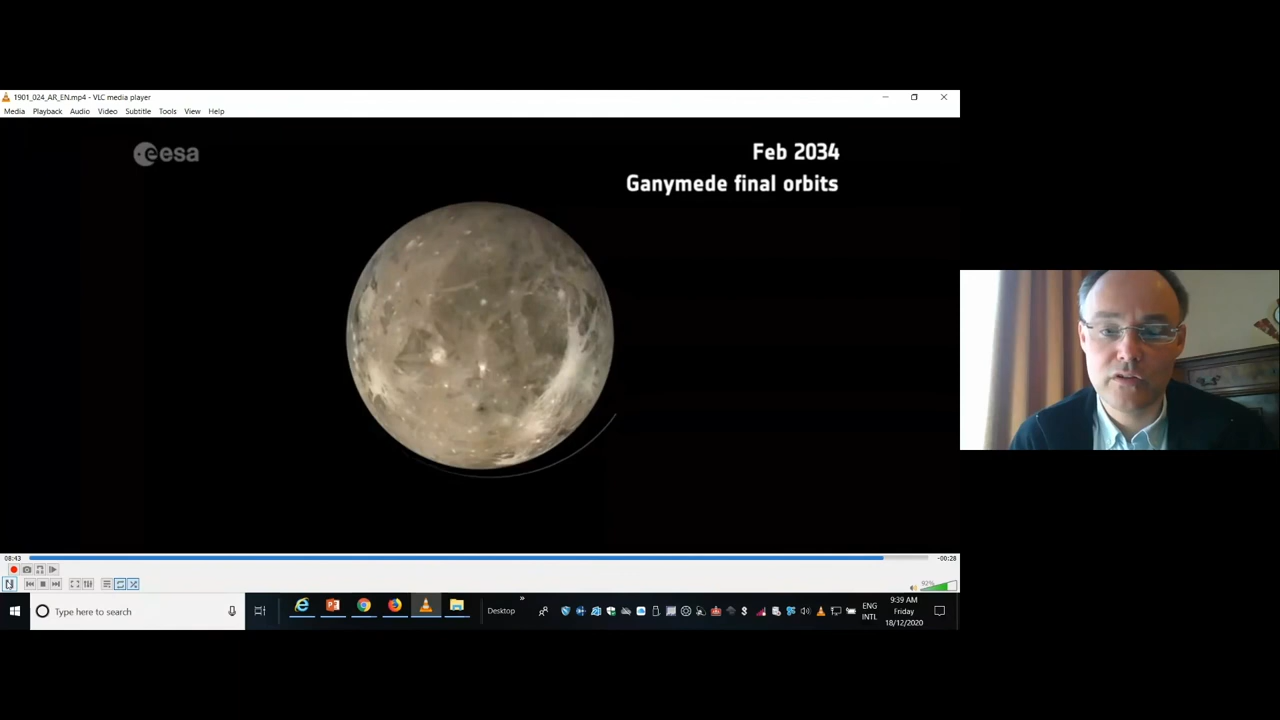 1901_024_AR_EN.mp4 - VLC media player
Media Playback Audio Video Subtitle Tools View Help
esa
Feb 2034
Ganymede final orbits
08:43
-00:28
92%
Type here to search
Desktop
ENG
INTL
9:39 AM
Friday
18/12/2020